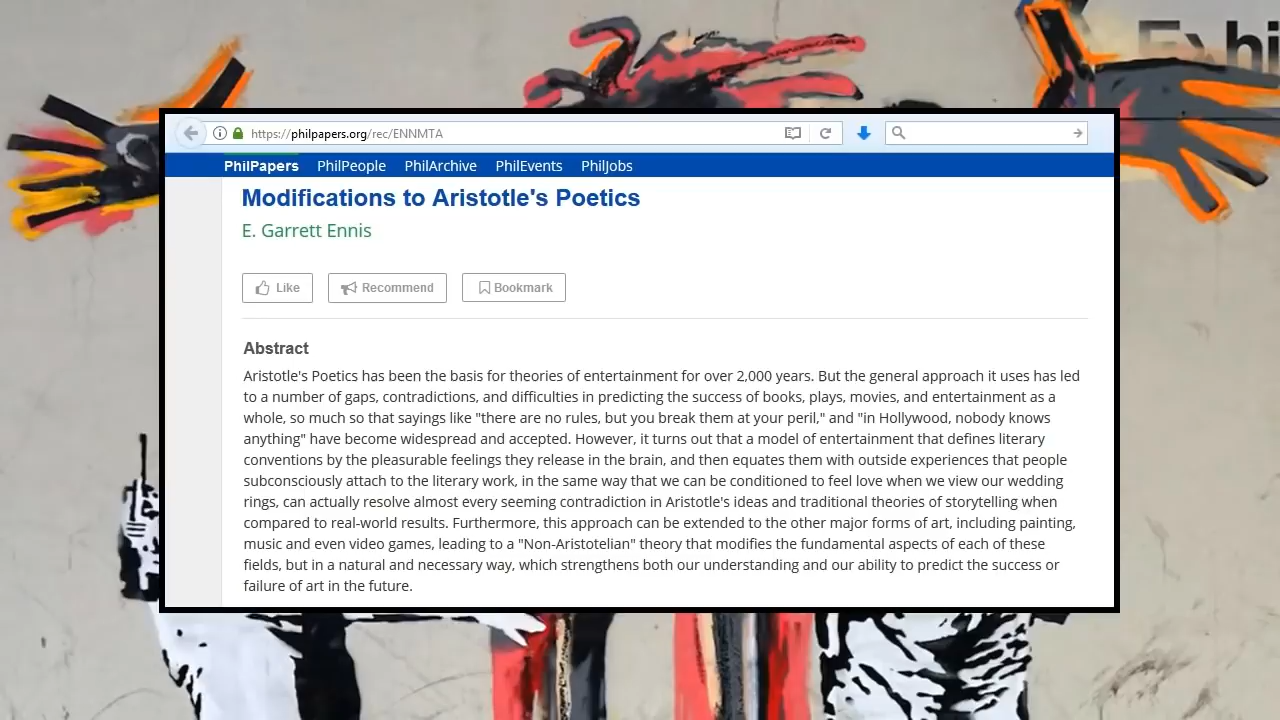 Exhi
https://philpapers.org/rec/ENNMTA
PhilPapers PhilPeople PhilArchive PhilEvents PhilJobs
Modifications to Aristotle's Poetics
E. Garrett Ennis
Like Recommend Bookmark
Abstract
Aristotle's Poetics has been the basis for theories of entertainment for over 2,000 years. But the general approach it uses has led
to a number of gaps, contradictions, and difficulties in predicting the success of books, plays, movies, and entertainment as a
whole, so much so that sayings like "there are no rules, but you break them at your peril," and "in Hollywood, nobody knows
anything" have become widespread and accepted. However, it turns out that a model of entertainment that defines literary
conventions by the pleasurable feelings they release in the brain, and then equates them with outside experiences that people
subconsciously attach to the literary work, in the same way that we can be conditioned to feel love when we view our wedding
rings, can actually resolve almost every seeming contradiction in Aristotle's ideas and traditional theories of storytelling when
compared to real-world results. Furthermore, this approach can be extended to the other major forms of art, including painting,
music and even video games, leading to a "Non-Aristotelian" theory that modifies the fundamental aspects of each of these
fields, but in a natural and necessary way, which strengthens both our understanding and our ability to predict the success or
failure of art in the future.